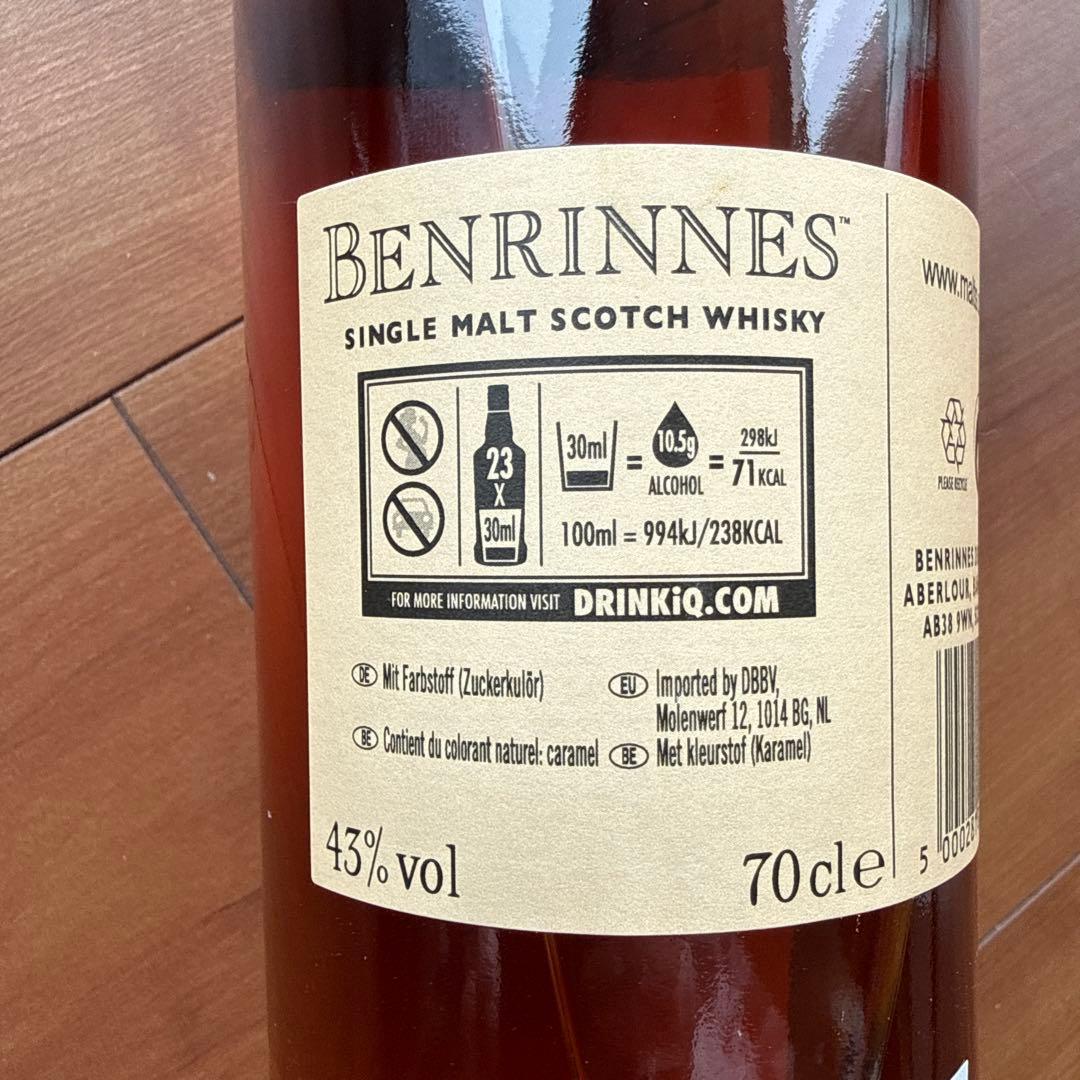 BENRINNES™
SINGLE MALT SCOTCH WHISKY
23
X
30ml
30ml
=
10.5g
ALCOHOL
=
298kJ
71KCAL
100ml = 994kJ/238KCAL
FOR MORE INFORMATION VISIT DRINKiQ.COM
DE Mit Farbstoff (Zuckerkulör)
BE Contient du colorant naturel: caramel
EU Imported by DBBV,
Molenwerf 12, 1014 BG, NL
BE Met kleurstof (Karamel)
43% vol
70 cl e
PLEASE RECYCLE
BENRINNES
ABERLOUR,
AB38 9WN,
5